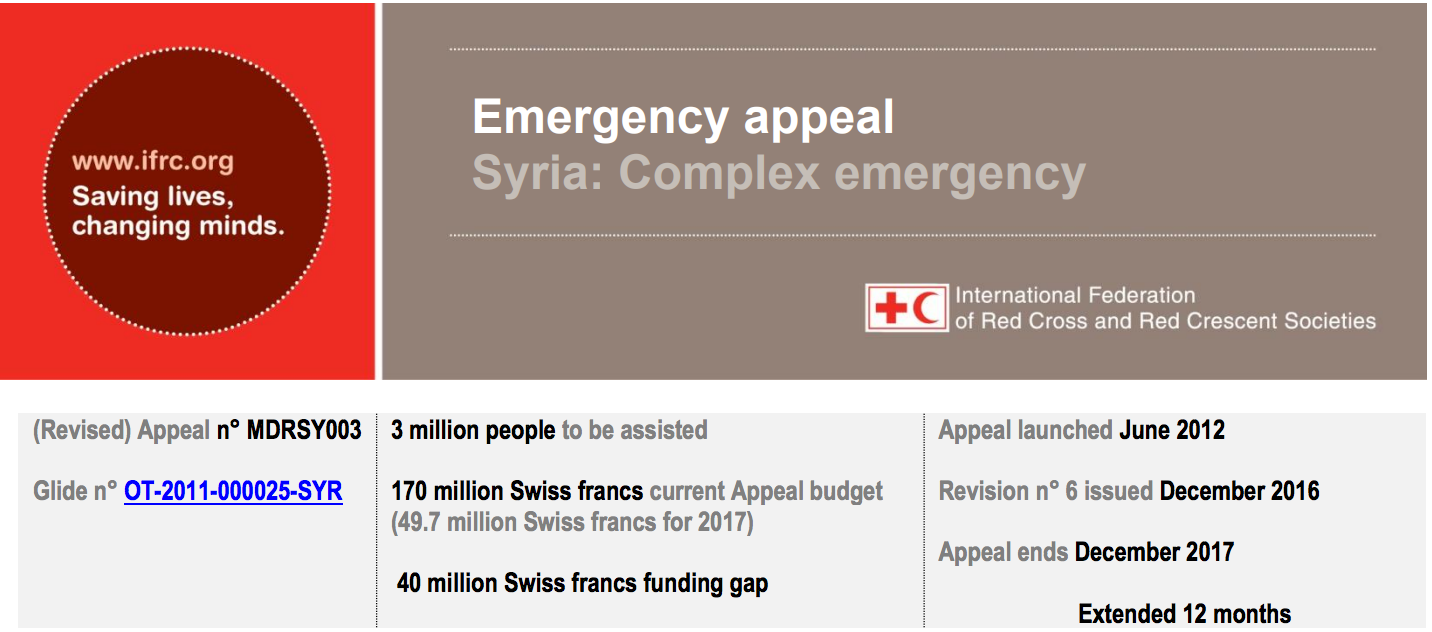 www.ifrc.org
Saving lives,
changing minds.
Emergency appeal
Syria: Complex emergency
International Federation
of Red Cross and Red Crescent Societies
(Revised) Appeal n° MDRSY003
Glide n° OT-2011-000025-SYR
3 million people to be assisted
170 million Swiss francs current Appeal budget
(49.7 million Swiss francs for 2017)
40 million Swiss francs funding gap
Appeal launched June 2012
Revision n° 6 issued December 2016
Appeal ends December 2017
Extended 12 months